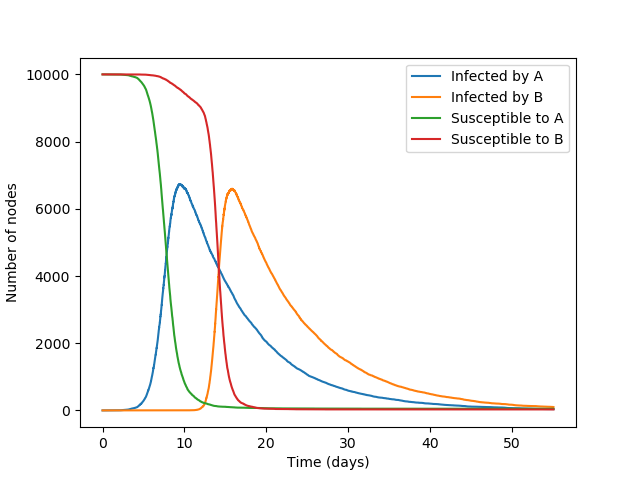 Infected by A
Infected by B
Susceptible to A
Susceptible to B
10000
8000
6000
4000
2000
0
Number of nodes
0 10 20 30 40 50
Time (days)